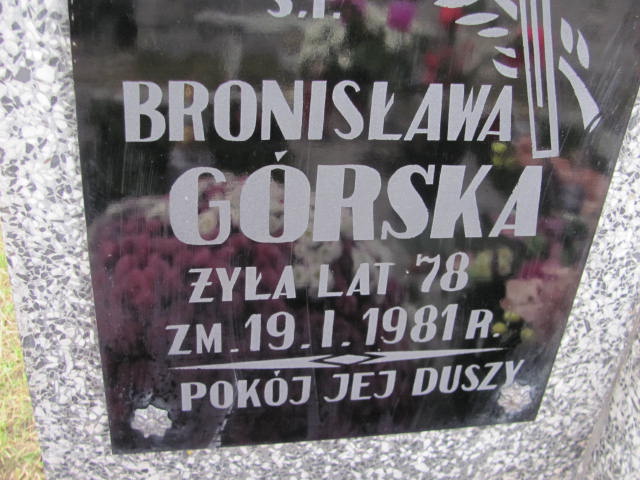 Ś.P.
BRONISŁAWA
GÓRSKA
ŻYŁA LAT 78
ZM. 19.I.1981 R.
POKÓJ JEJ DUSZY